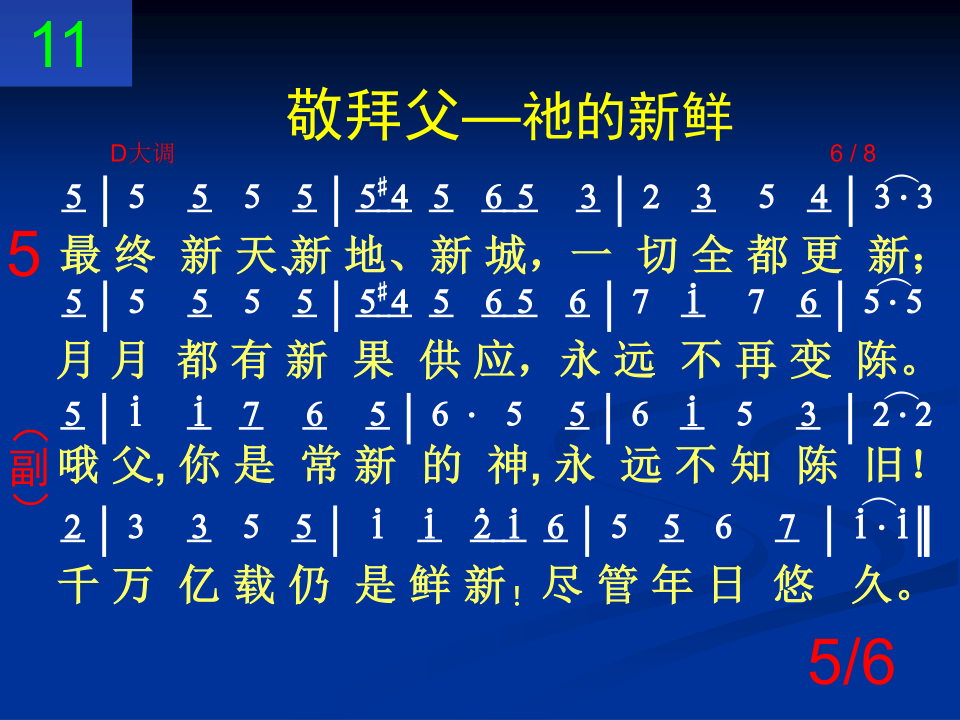 11
敬拜父—祂的新鲜
D大调 6 / 8
5 | 5 5 5 5 | 5 #4 5 6 5 3 | 2 3 5 4 | 3 · 3
5 最终新天、新地、新城，一切全都更新；
5 | 5 5 5 5 | 5 #4 5 6 5 6 | 7 i 7 6 | 5 · 5
月月都有新果供应，永远不再变陈。
5 | i i 7 6 5 | 6 · 5 5 | 6 i 5 3 | 2 · 2
（副） 哦父,你是常新的神,永远不知陈旧！
2 | 3 3 5 5 | i i 2̇ i 6 | 5 5 6 7 | i · i ‖
千万亿载仍是鲜新！尽管年日悠久。
5/6